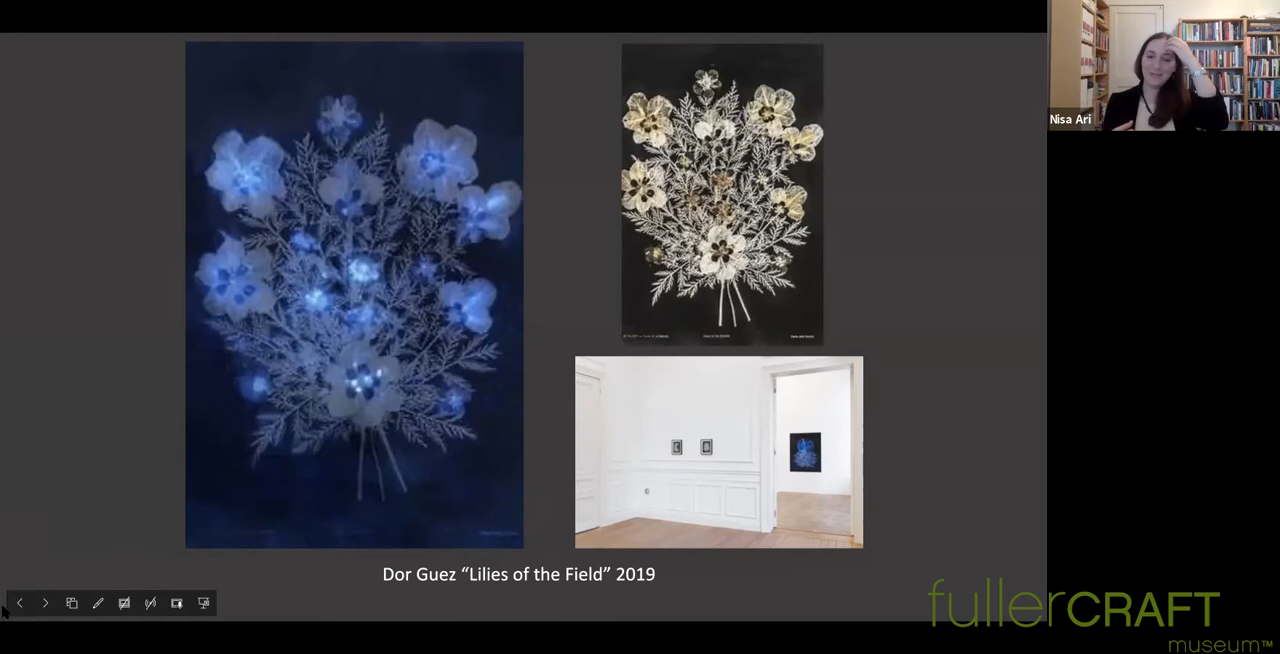 Nisa Ari
Dor Guez “Lilies of the Field” 2019
fullerCRAFT
museum™